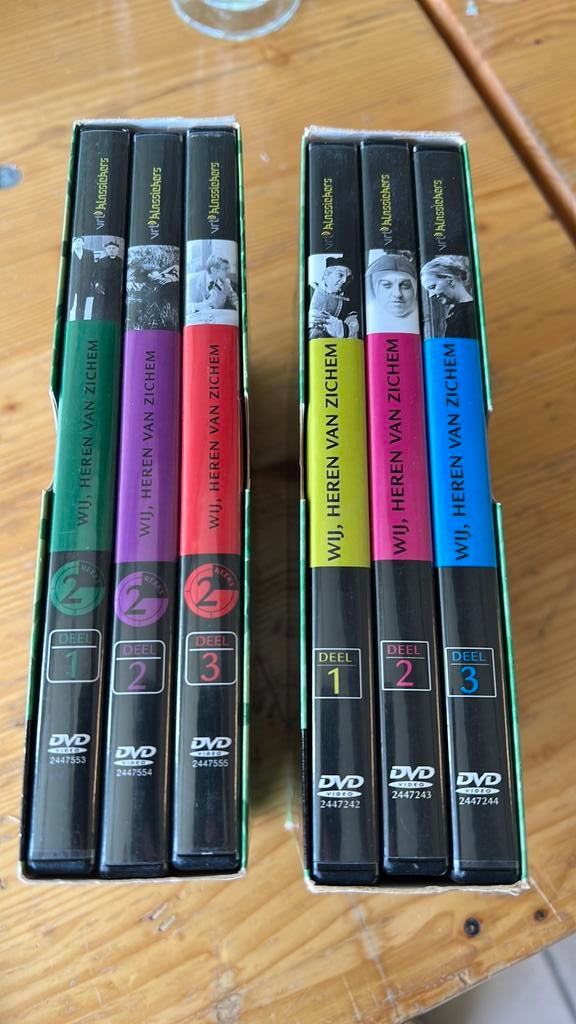 vrt klassiekers
WIJ, HEREN VAN ZICHEM
2 REEKS
DEEL
1
DVD
VIDEO
2447553
vrt klassiekers
WIJ, HEREN VAN ZICHEM
2 REEKS
DEEL
2
DVD
VIDEO
2447554
vrt klassiekers
WIJ, HEREN VAN ZICHEM
2 REEKS
DEEL
3
DVD
VIDEO
2447555
vrt klassiekers
WIJ, HEREN VAN ZICHEM
DEEL
1
DVD
VIDEO
2447242
vrt klassiekers
WIJ, HEREN VAN ZICHEM
DEEL
2
DVD
VIDEO
2447243
vrt klassiekers
WIJ, HEREN VAN ZICHEM
DEEL
3
DVD
VIDEO
2447244